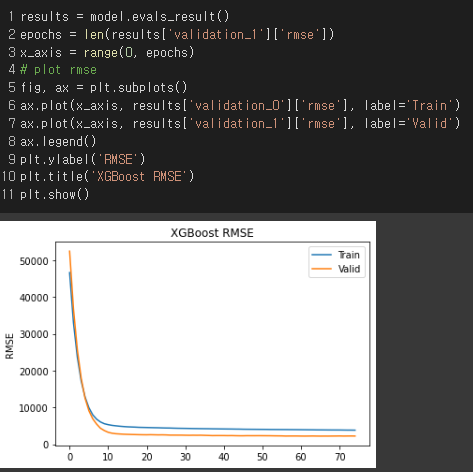 1 results = model.evals_result()
2 epochs = len(results['validation_1']['rmse'])
3 x_axis = range(0, epochs)
4 # plot rmse
5 fig, ax = plt.subplots()
6 ax.plot(x_axis, results['validation_0']['rmse'], label='Train')
7 ax.plot(x_axis, results['validation_1']['rmse'], label='Valid')
8 ax.legend()
9 plt.ylabel('RMSE')
10 plt.title('XGBoost RMSE')
11 plt.show()
XGBoost RMSE
Train
Valid
50000
40000
30000
20000
10000
0
RMSE
0 10 20 30 40 50 60 70